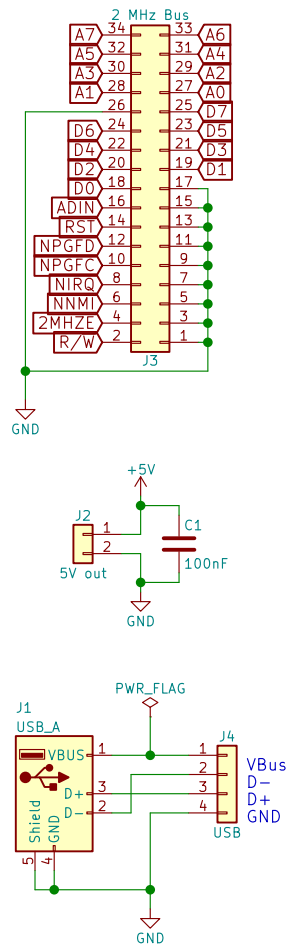 2 MHz Bus
A7 34 33 A6
A5 32 31 A4
A3 30 29 A2
A1 28 27 A0
26 25 D7
D6 24 23 D5
D4 22 21 D3
D2 20 19 D1
D0 18 17
ADIN 16 15
RST 14 13
NPGFD 12 11
NPGFC 10 9
NIRQ 8 7
NNMI 6 5
2MHZE 4 3
R/W 2 1
J3
GND
+5V
J2 C1
1
2
5V out 100nF
GND
PWR_FLAG
J1
USB_A J4
VBUS 1 1 VBus
2 D-
D+ 3 3 D+
D- 2 4 GND
Shield GND USB
5 4
GND